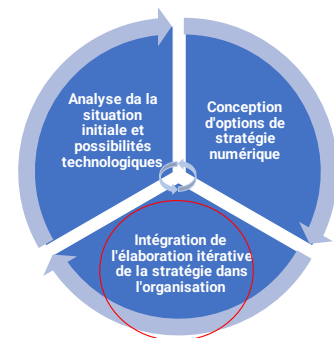 Analyse da la
situation
initiale et
possibilités
technologiques
Conception
d'options de
stratégie
numérique
Intégration de
l'élaboration itérative
de la stratégie dans
l'organisation